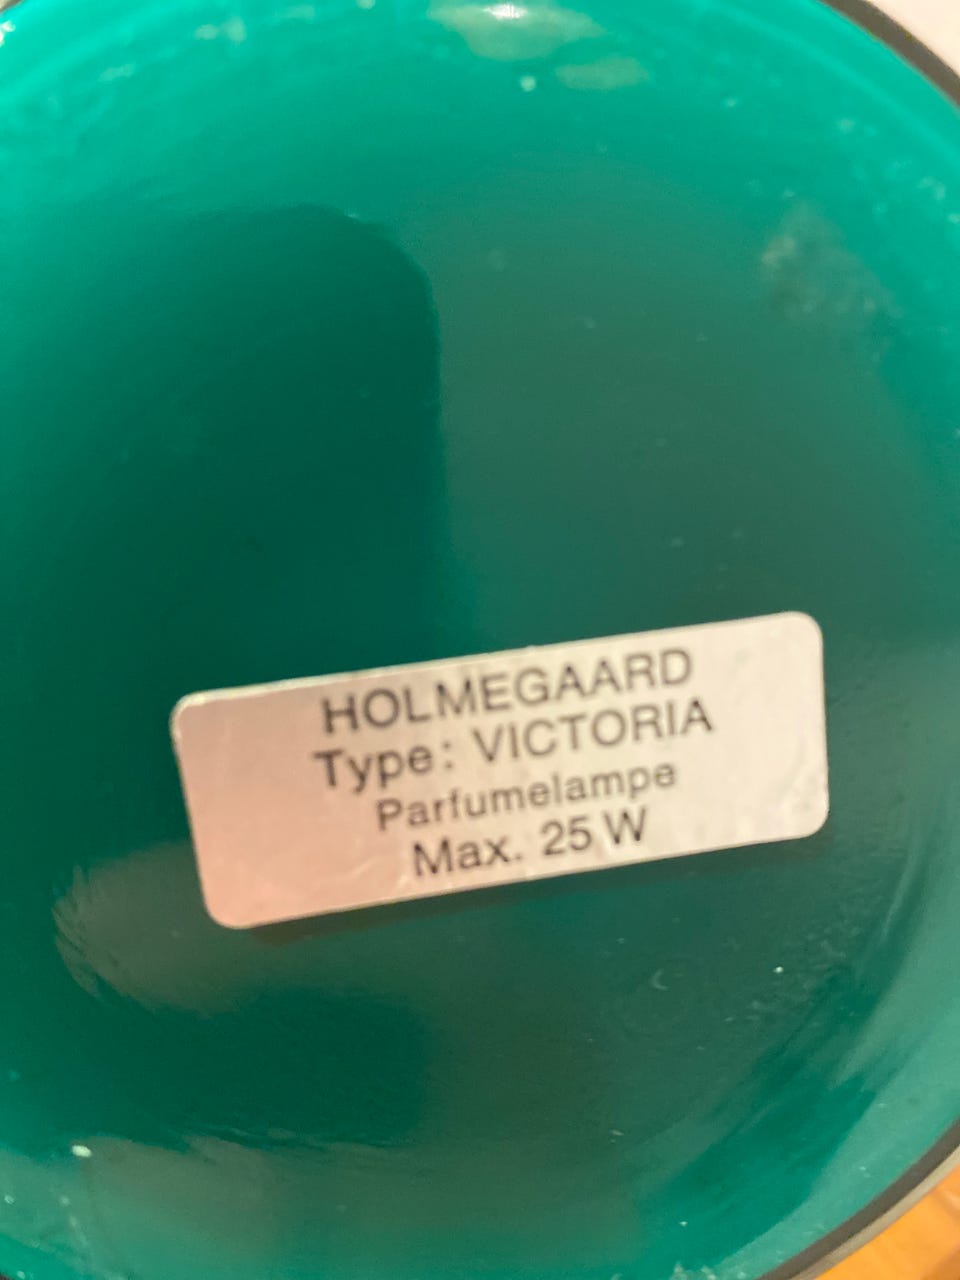 HOLMEGAARD
Type: VICTORIA
Parfumelampe
Max. 25 W